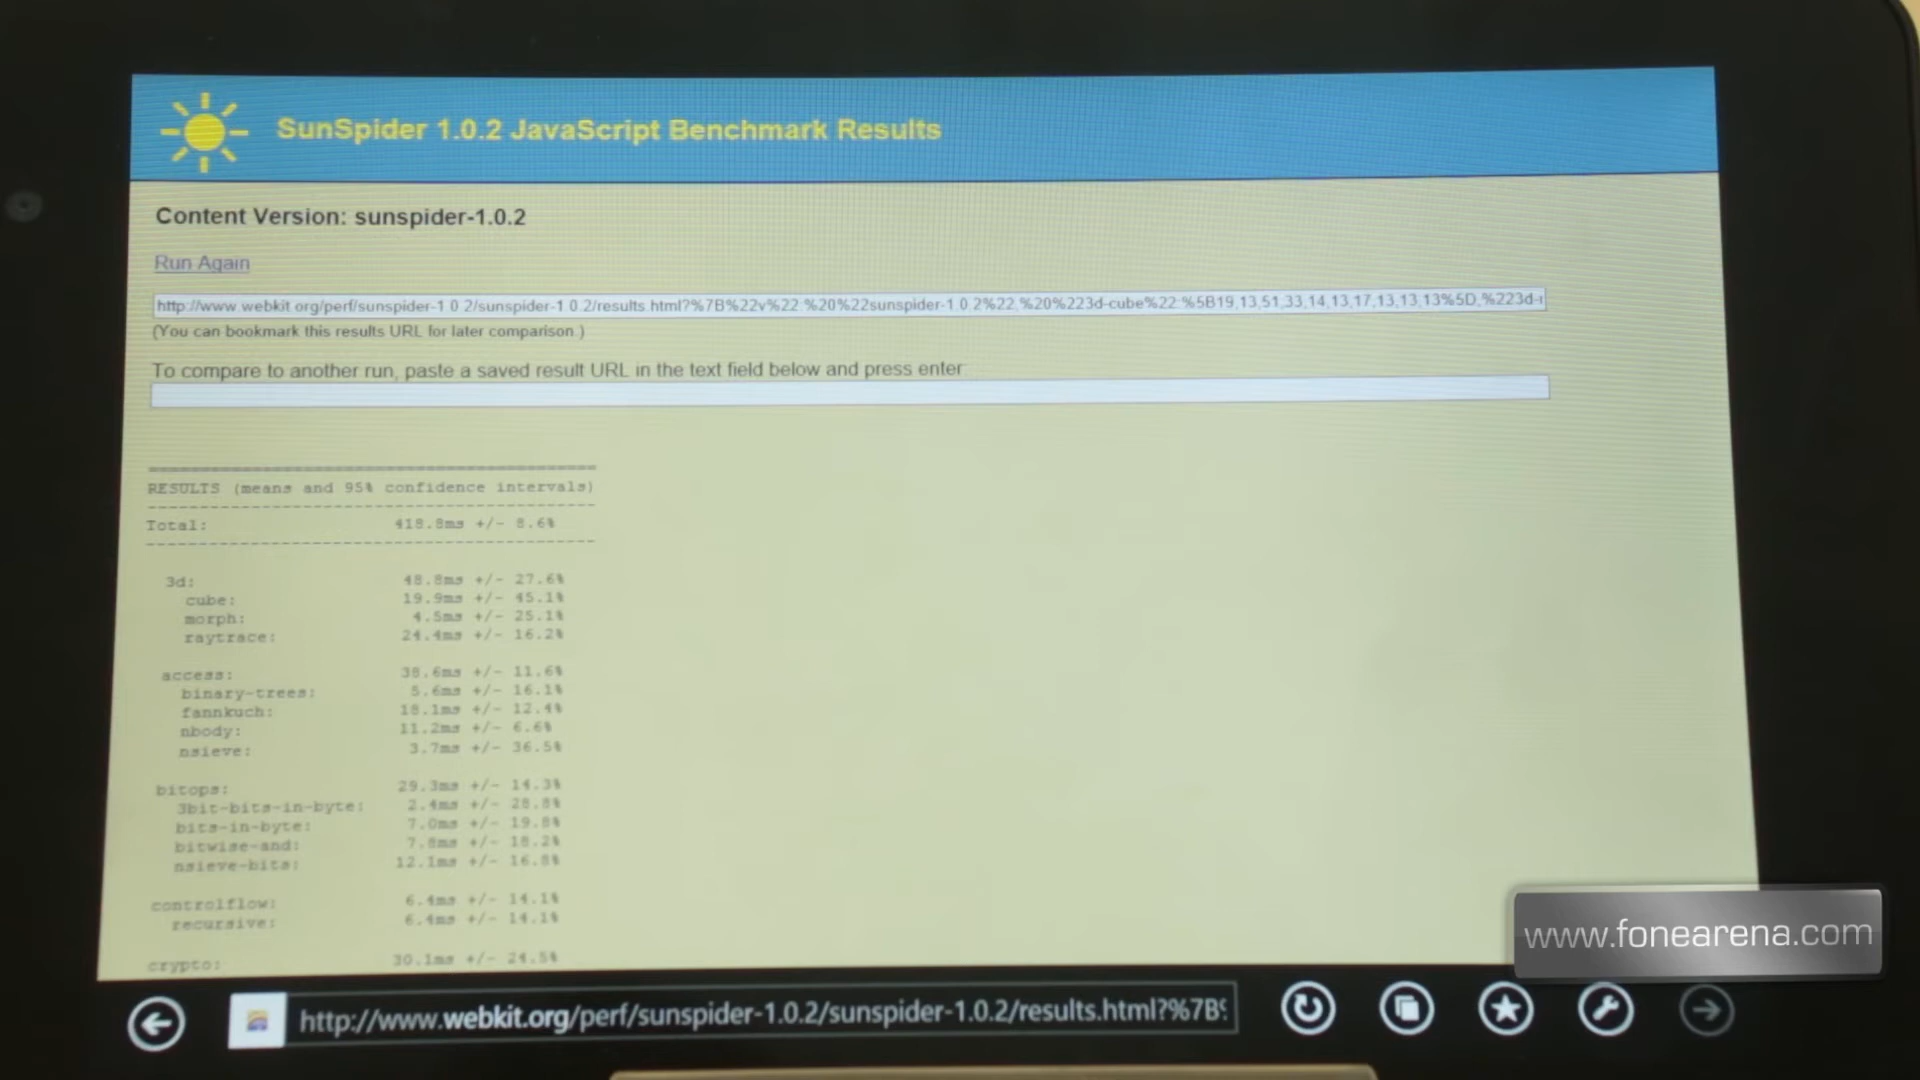 SunSpider 1.0.2 JavaScript Benchmark Results
Content Version: sunspider-1.0.2
Run Again
http://www.webkit.org/perf/sunspider-1.0.2/sunspider-1.0.2/results.html?%7B%22v%22:%20%22sunspider-1.0.2%22,%20%223d-cube%22:%5B19,13,51,33,14,13,17,13,13,13%5D,%223d-
(You can bookmark this results URL for later comparison.)
To compare to another run, paste a saved result URL in the text field below and press enter:
============================================
RESULTS (means and 95% confidence intervals)
--------------------------------------------
Total: 418.8ms +/- 8.6%
--------------------------------------------
3d: 48.8ms +/- 27.6%
cube: 19.9ms +/- 45.1%
morph: 4.5ms +/- 25.1%
raytrace: 24.4ms +/- 16.2%
access: 38.6ms +/- 11.6%
binary-trees: 5.6ms +/- 16.1%
fannkuch: 18.1ms +/- 12.4%
nbody: 11.2ms +/- 6.6%
nsieve: 3.7ms +/- 36.5%
bitops: 29.3ms +/- 14.3%
3bit-bits-in-byte: 2.4ms +/- 28.8%
bits-in-byte: 7.0ms +/- 19.8%
bitwise-and: 7.8ms +/- 18.2%
nsieve-bits: 12.1ms +/- 16.8%
controlflow: 6.4ms +/- 14.1%
recursive: 6.4ms +/- 14.1%
crypto: 30.1ms +/- 24.5%
www.fonearena.com
http://www.webkit.org/perf/sunspider-1.0.2/sunspider-1.0.2/results.html?%7B%